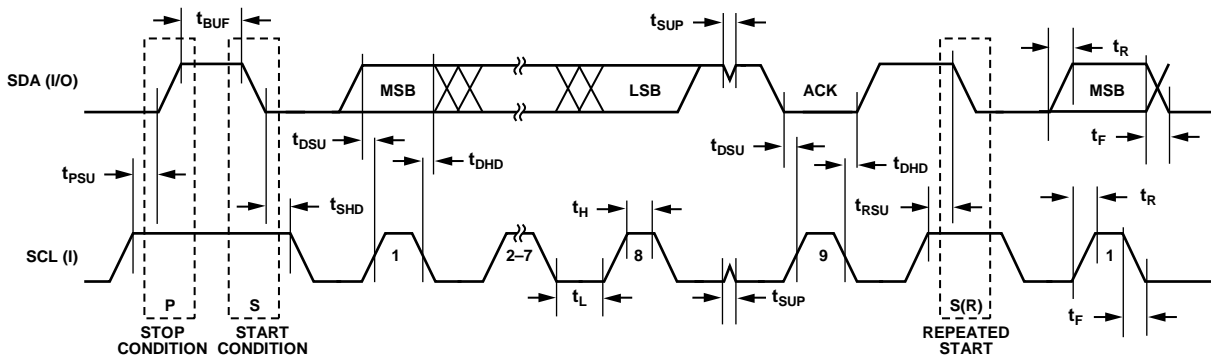 tBUF
tSUP
tR
SDA (I/O)
MSB
LSB
ACK
MSB
tDSU
tDHD
tDSU
tDHD
tF
tPSU
tSHD
tH
tRSU
tR
SCL (I)
1
2–7
8
9
1
P
S
tL
tSUP
S(R)
tF
STOP
CONDITION
START
CONDITION
REPEATED
START